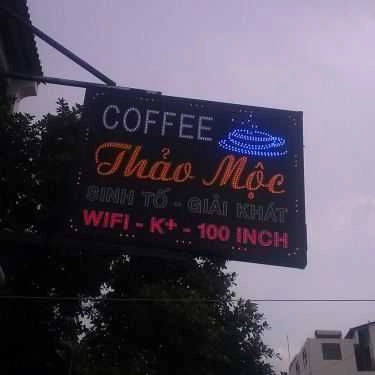 COFFEE
Thảo Mộc
SINH TỐ - GIẢI KHÁT
WIFI - K+ - 100 INCH